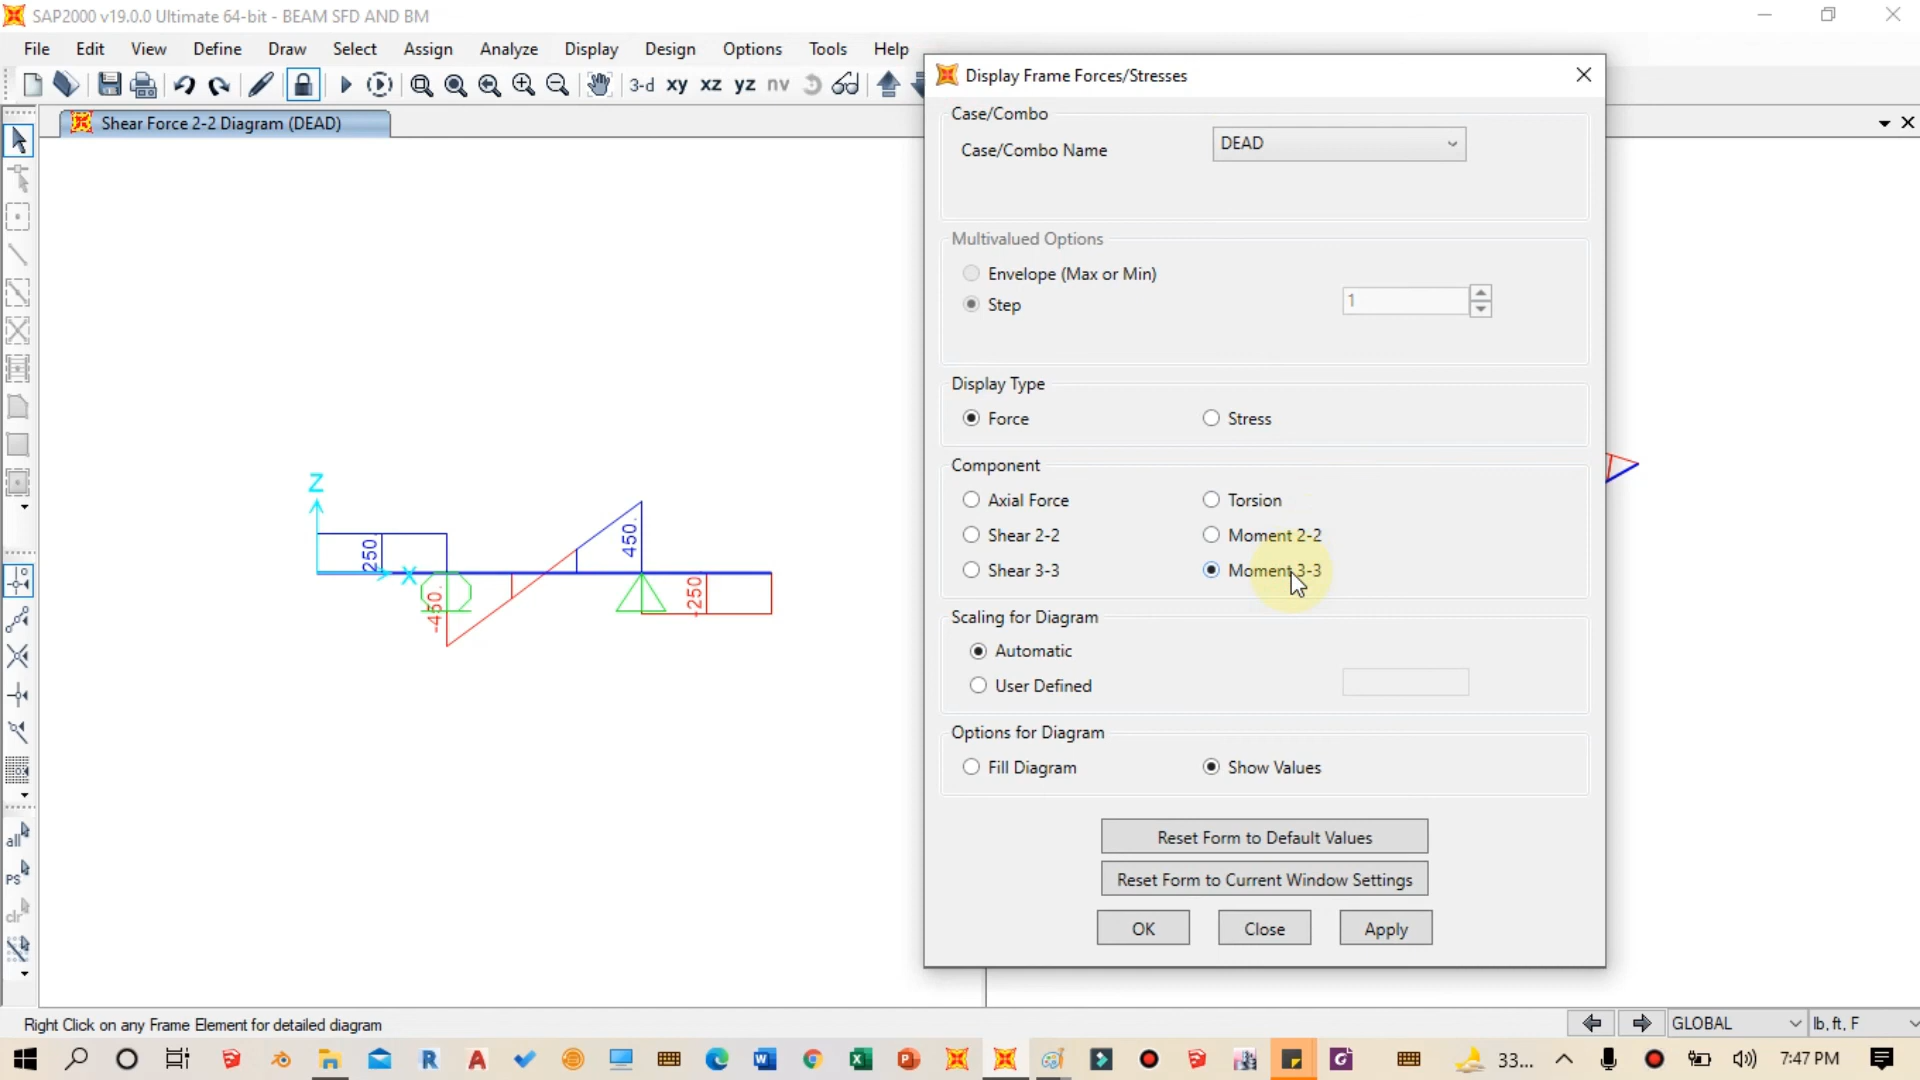 SAP2000 v19.0.0 Ultimate 64-bit - BEAM SFD AND BM
File Edit View Define Draw Select Assign Analyze Display Design Options Tools Help
3-d xy xz yz nv
Shear Force 2-2 Diagram (DEAD)
Display Frame Forces/Stresses
Case/Combo
Case/Combo Name DEAD
Multivalued Options
Envelope (Max or Min)
Step 1
Display Type
Force Stress
Component
Axial Force Torsion
Shear 2-2 Moment 2-2
Shear 3-3 Moment 3-3
Scaling for Diagram
Automatic
User Defined
Options for Diagram
Fill Diagram Show Values
Reset Form to Default Values
Reset Form to Current Window Settings
OK Close Apply
Z
X
250.
-450.
450.
-250
all
PS
clr
Right Click on any Frame Element for detailed diagram
GLOBAL
lb, ft, F
33...
7:47 PM